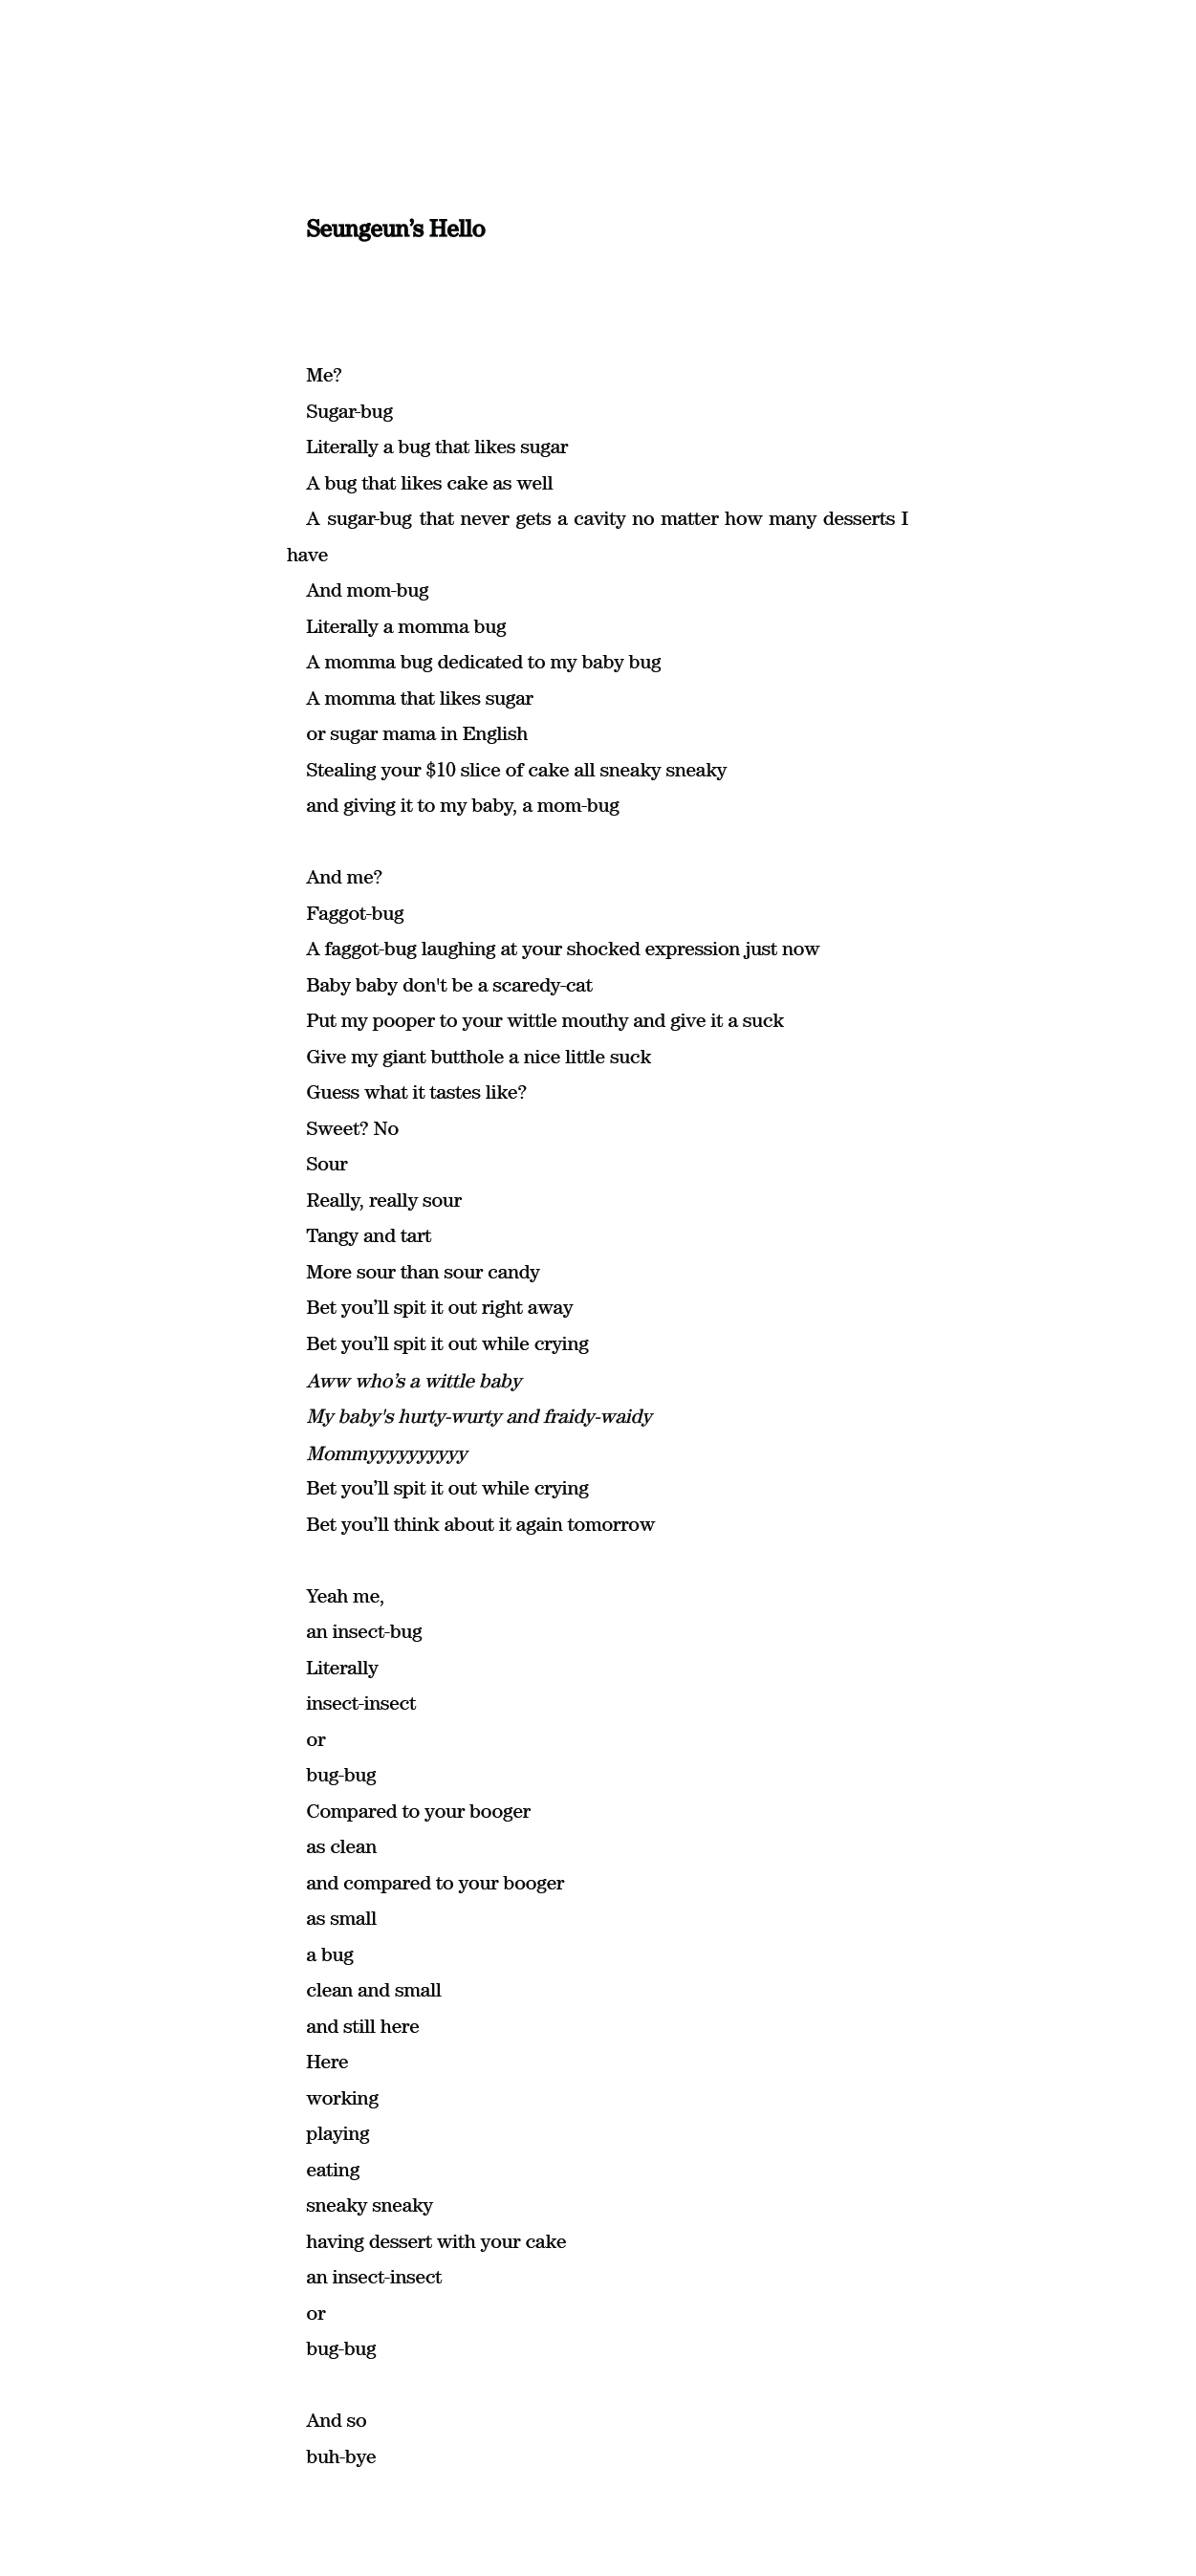 Seungeun’s Hello
Me?
Sugar-bug
Literally a bug that likes sugar
A bug that likes cake as well
A sugar-bug that never gets a cavity no matter how many desserts I
have
And mom-bug
Literally a momma bug
A momma bug dedicated to my baby bug
A momma that likes sugar
or sugar mama in English
Stealing your $10 slice of cake all sneaky sneaky
and giving it to my baby, a mom-bug
And me?
Faggot-bug
A faggot-bug laughing at your shocked expression just now
Baby baby don't be a scaredy-cat
Put my pooper to your wittle mouthy and give it a suck
Give my giant butthole a nice little suck
Guess what it tastes like?
Sweet? No
Sour
Really, really sour
Tangy and tart
More sour than sour candy
Bet you’ll spit it out right away
Bet you’ll spit it out while crying
Aww who’s a wittle baby
My baby's hurty-wurty and fraidy-waidy
Mommyyyyyyyyyy
Bet you’ll spit it out while crying
Bet you’ll think about it again tomorrow
Yeah me,
an insect-bug
Literally
insect-insect
or
bug-bug
Compared to your booger
as clean
and compared to your booger
as small
a bug
clean and small
and still here
Here
working
playing
eating
sneaky sneaky
having dessert with your cake
an insect-insect
or
bug-bug
And so
buh-bye